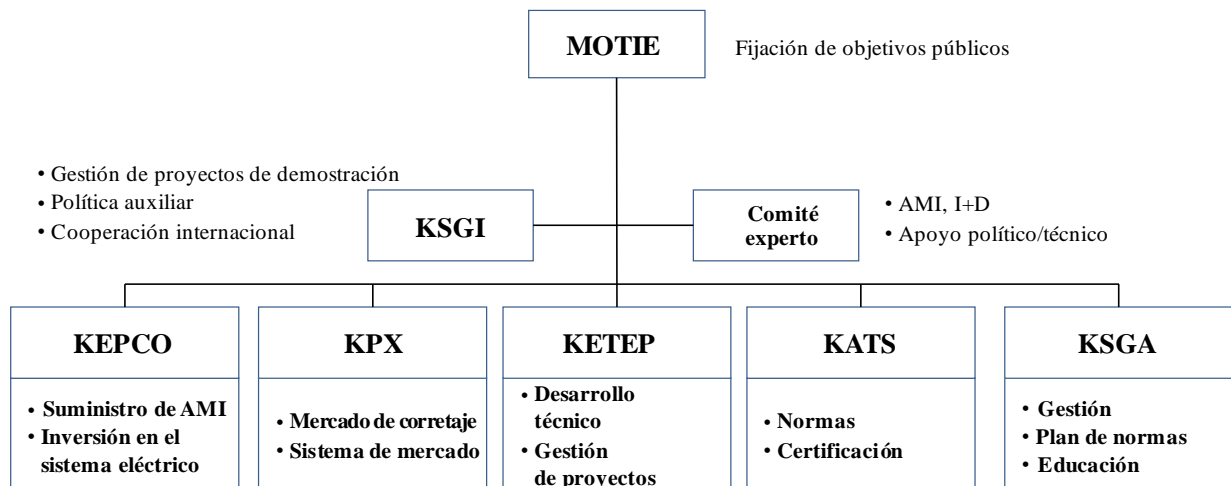 MOTIE
Fijación de objetivos públicos
• Gestión de proyectos de demostración
• Política auxiliar
• Cooperación internacional
KSGI
Comité
experto
• AMI, I+D
• Apoyo político/técnico
KEPCO
• Suministro de AMI
• Inversión en el
sistema eléctrico
KPX
• Mercado de corretaje
• Sistema de mercado
KETEP
• Desarrollo
técnico
• Gestión
de proyectos
KATS
• Normas
• Certificación
KSGA
• Gestión
• Plan de normas
• Educación